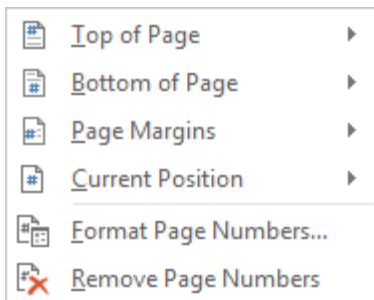 Top of Page
Bottom of Page
Page Margins
Current Position
Format Page Numbers...
Remove Page Numbers